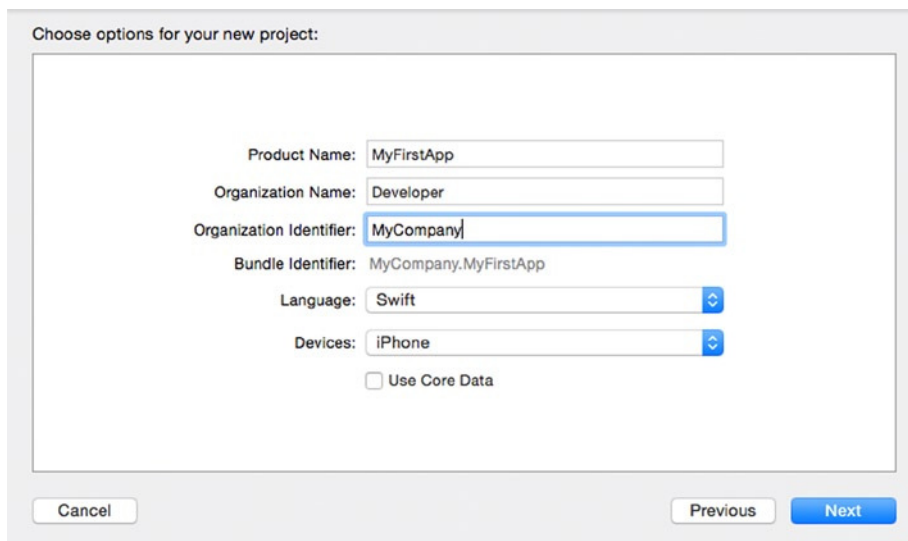 Choose options for your new project:
Product Name: MyFirstApp
Organization Name: Developer
Organization Identifier: MyCompany
Bundle Identifier: MyCompany.MyFirstApp
Language: Swift
Devices: iPhone
Use Core Data
Cancel Previous Next